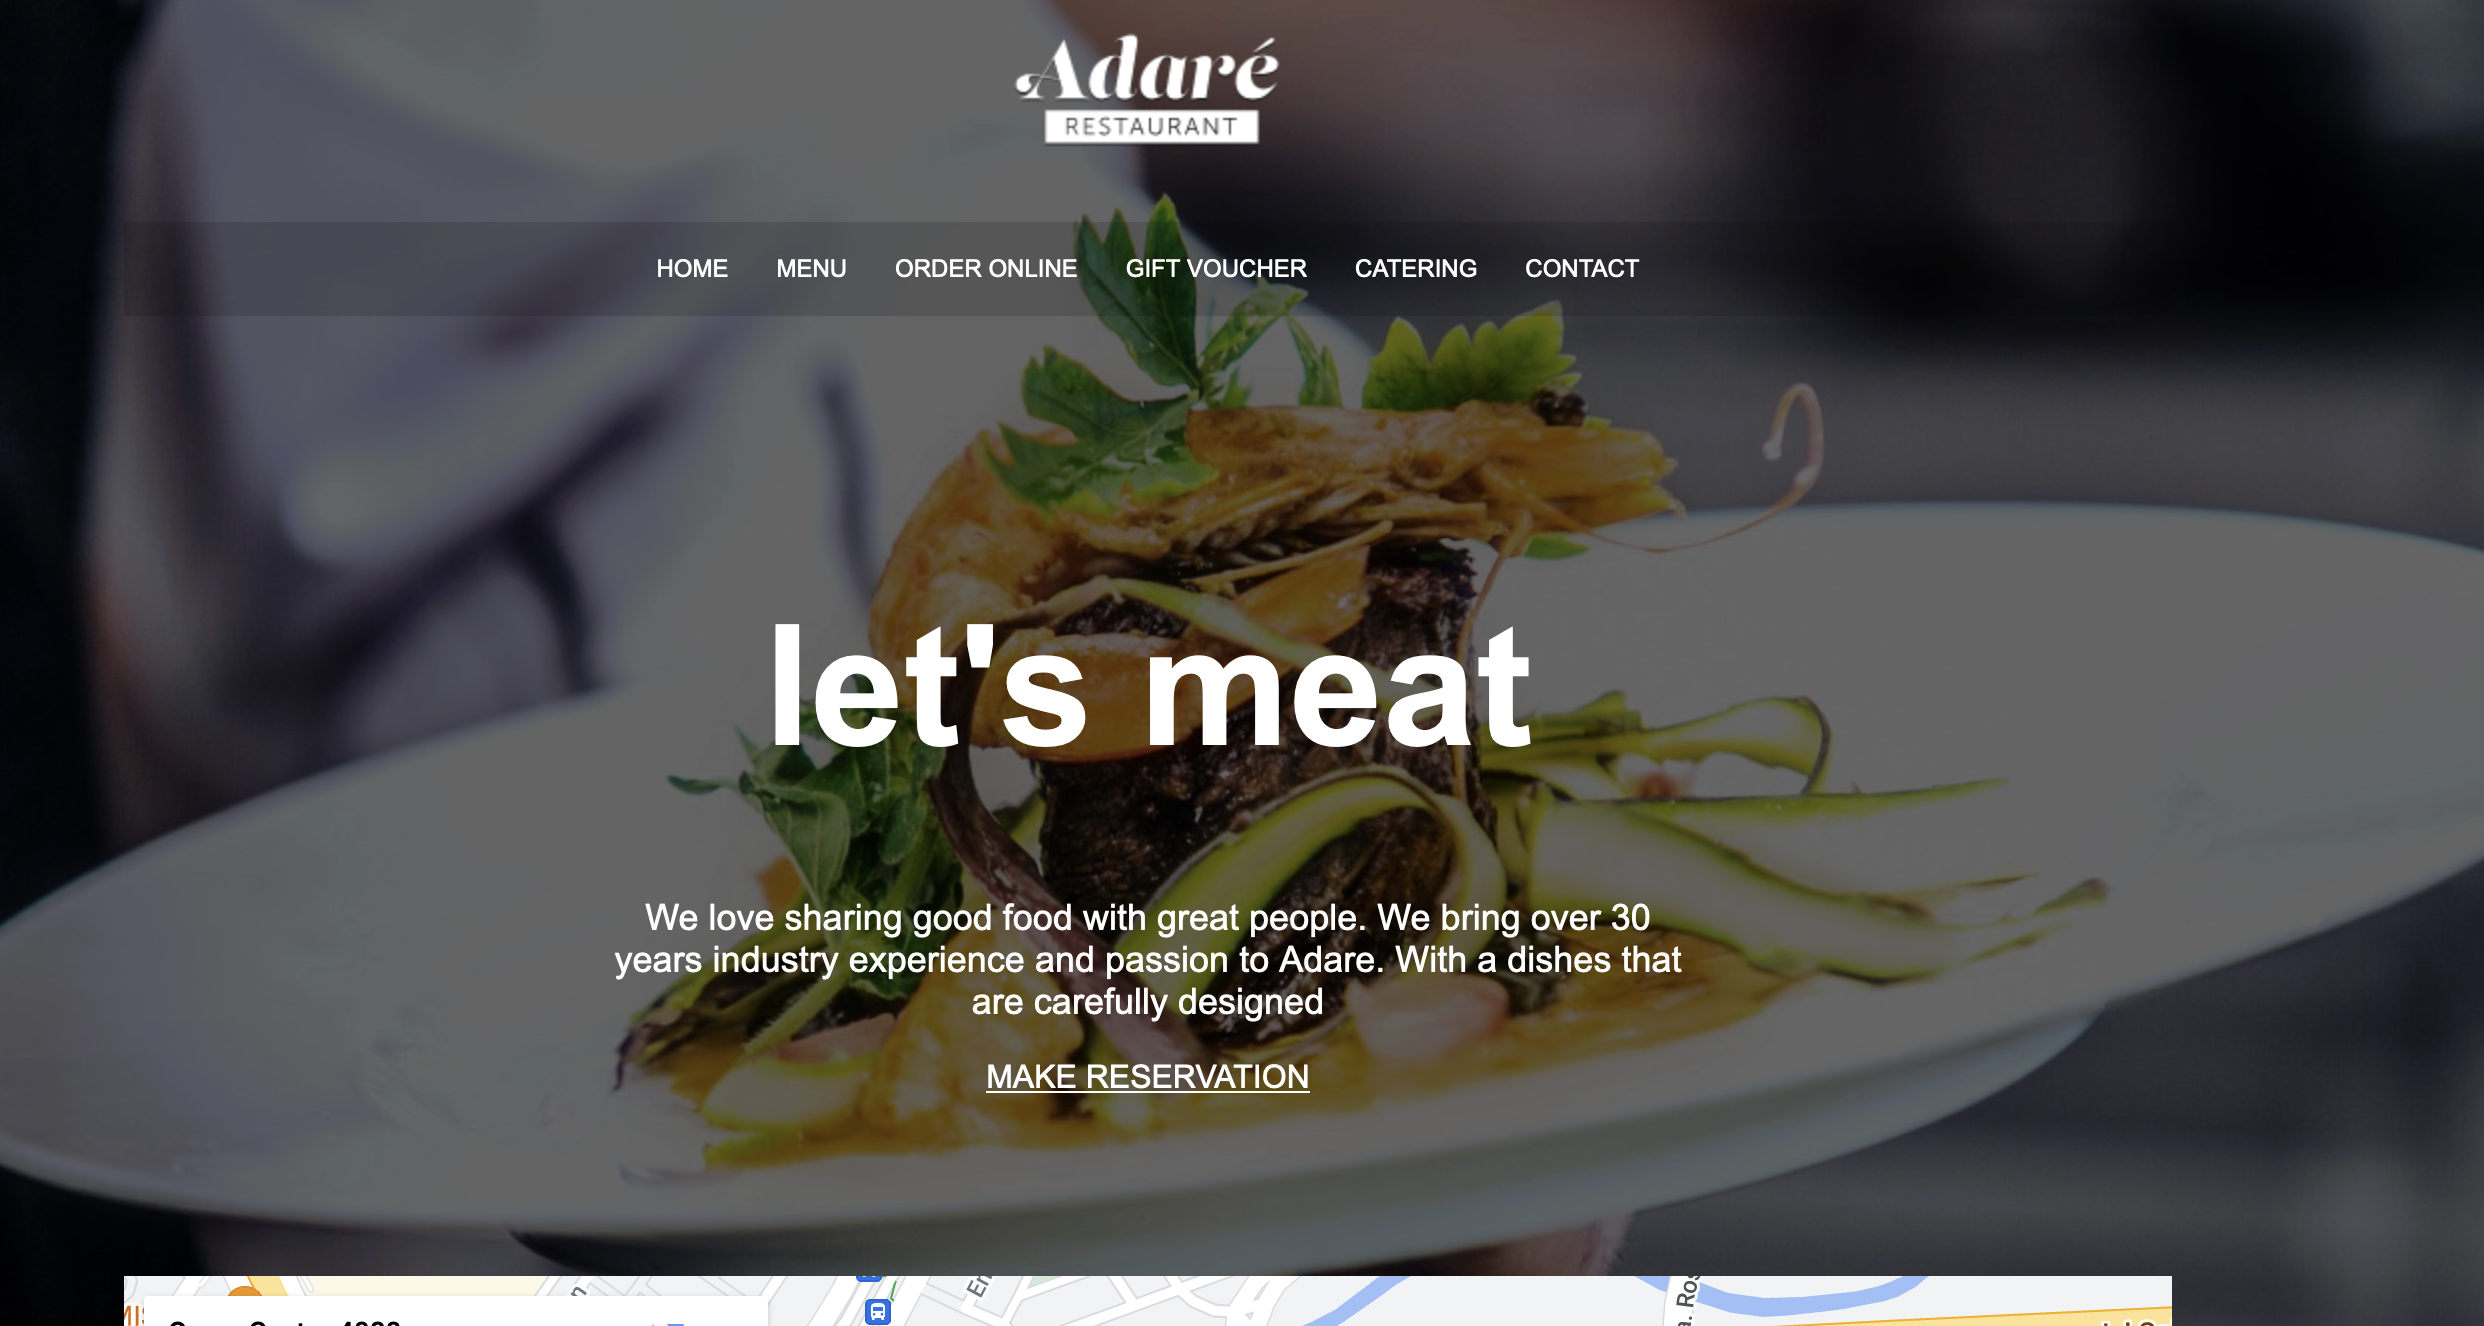 Adaré
RESTAURANT
HOME MENU ORDER ONLINE GIFT VOUCHER CATERING CONTACT
let's meat
We love sharing good food with great people. We bring over 30
years industry experience and passion to Adare. With a dishes that
are carefully designed
MAKE RESERVATION